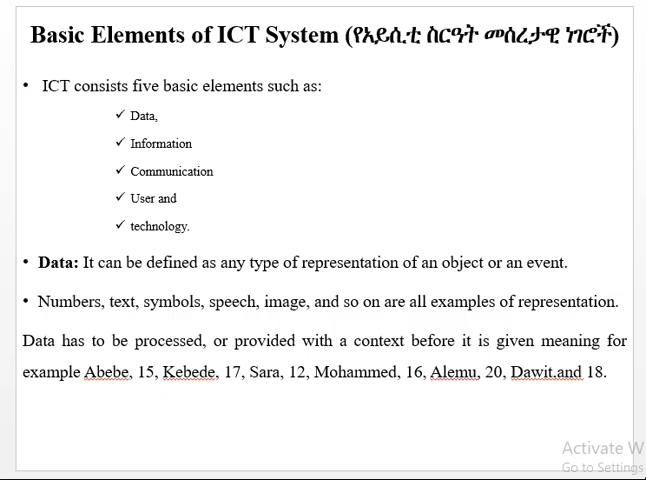 Basic Elements of ICT System (የአይሲቲ ስርዓት መሰረታዊ ነገሮች)
• ICT consists five basic elements such as:
✓ Data,
✓ Information
✓ Communication
✓ User and
✓ technology.
• Data: It can be defined as any type of representation of an object or an event.
• Numbers, text, symbols, speech, image, and so on are all examples of representation.
Data has to be processed, or provided with a context before it is given meaning for
example Abebe, 15, Kebede, 17, Sara, 12, Mohammed, 16, Alemu, 20, Dawit,and 18.
Activate W
Go to Settings